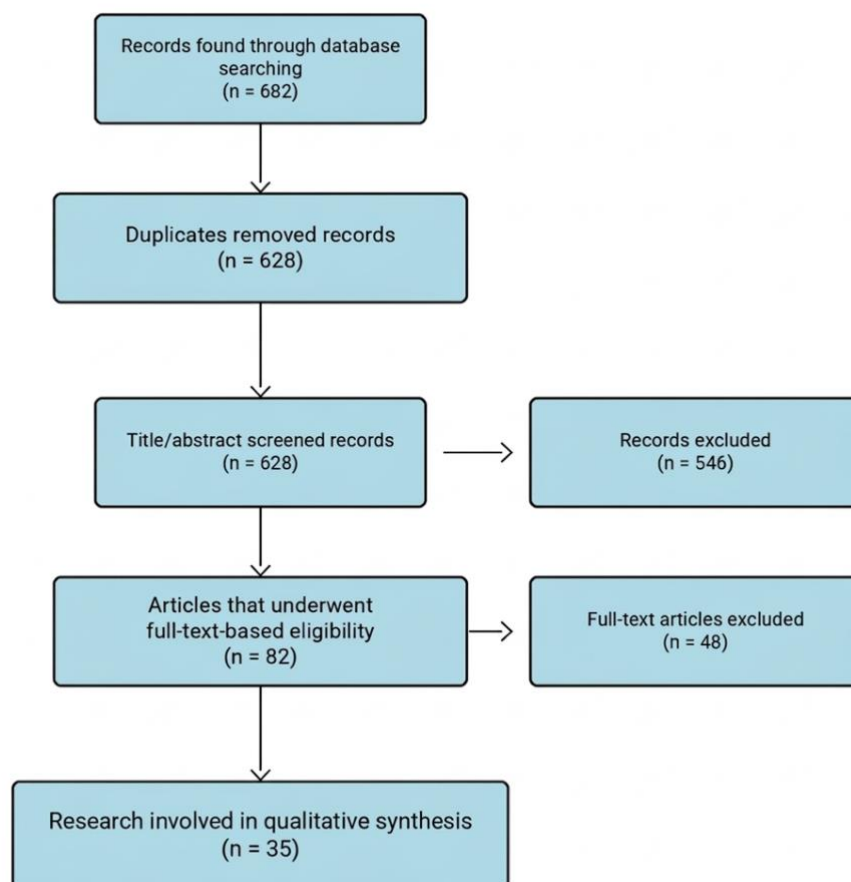 Records found through database
searching
(n = 682)
Duplicates removed records
(n = 628)
Title/abstract screened records
(n = 628)
Records excluded
(n = 546)
Articles that underwent
full-text-based eligibility
(n = 82)
Full-text articles excluded
(n = 48)
Research involved in qualitative synthesis
(n = 35)